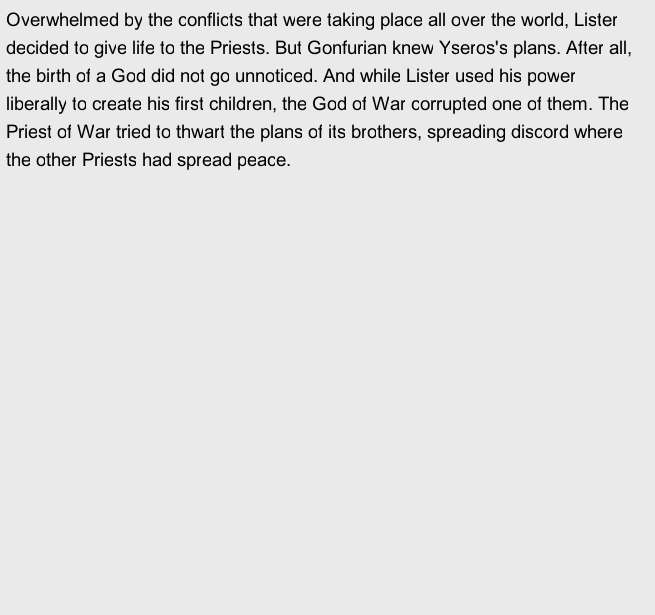 Overwhelmed by the conflicts that were taking place all over the world, Lister
decided to give life to the Priests. But Gonfurian knew Yseros's plans. After all,
the birth of a God did not go unnoticed. And while Lister used his power
liberally to create his first children, the God of War corrupted one of them. The
Priest of War tried to thwart the plans of its brothers, spreading discord where
the other Priests had spread peace.